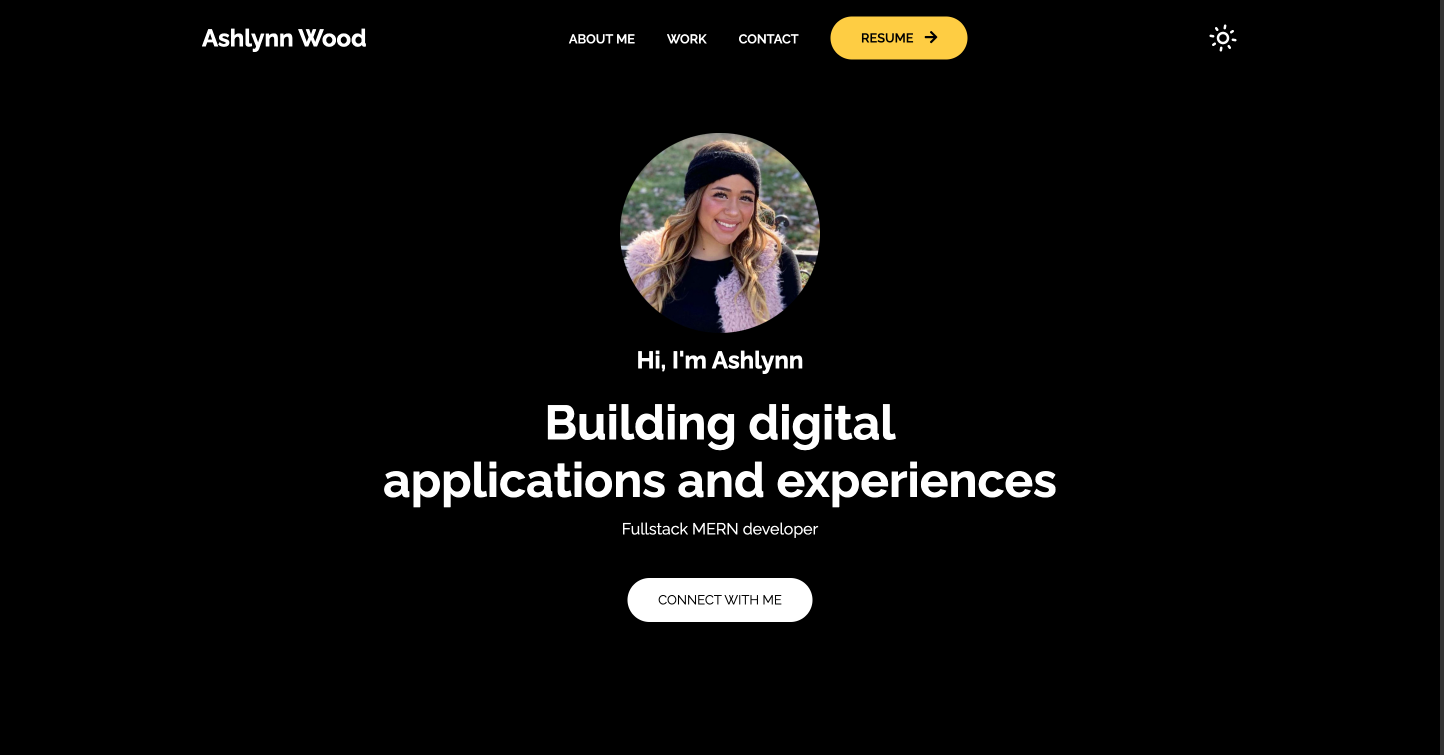 Ashlynn Wood
ABOUT ME
WORK
CONTACT
RESUME
Hi, I'm Ashlynn
Building digital
applications and experiences
Fullstack MERN developer
CONNECT WITH ME